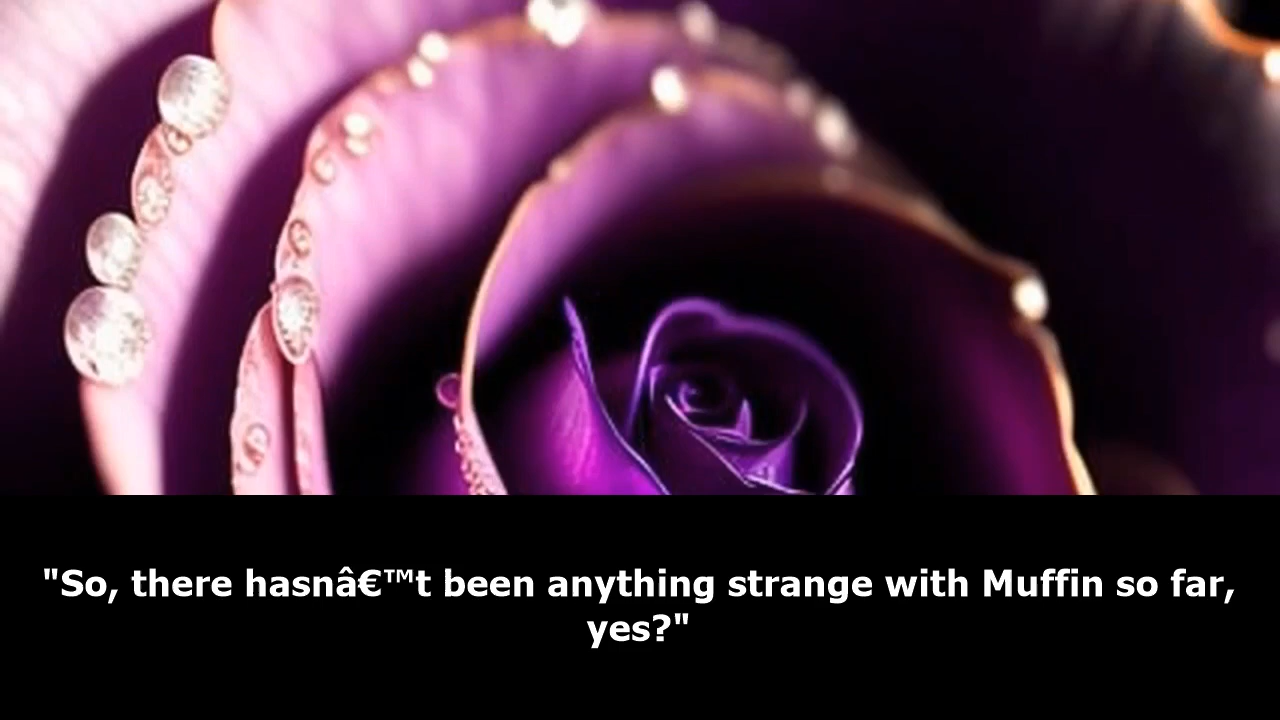 "So, there hasnâ€™t been anything strange with Muffin so far,
yes?"